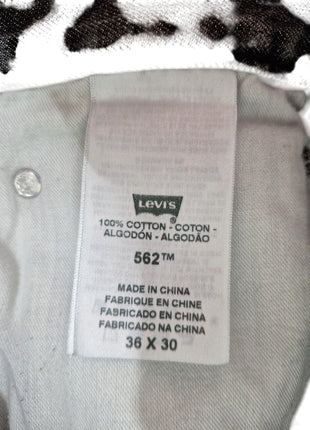 Levi's
100% COTTON - COTON -
ALGODÓN - ALGODÃO
562™
MADE IN CHINA
FABRIQUE EN CHINE
FABRICADO EN CHINA
FABRICADO NA CHINA
36 X 30